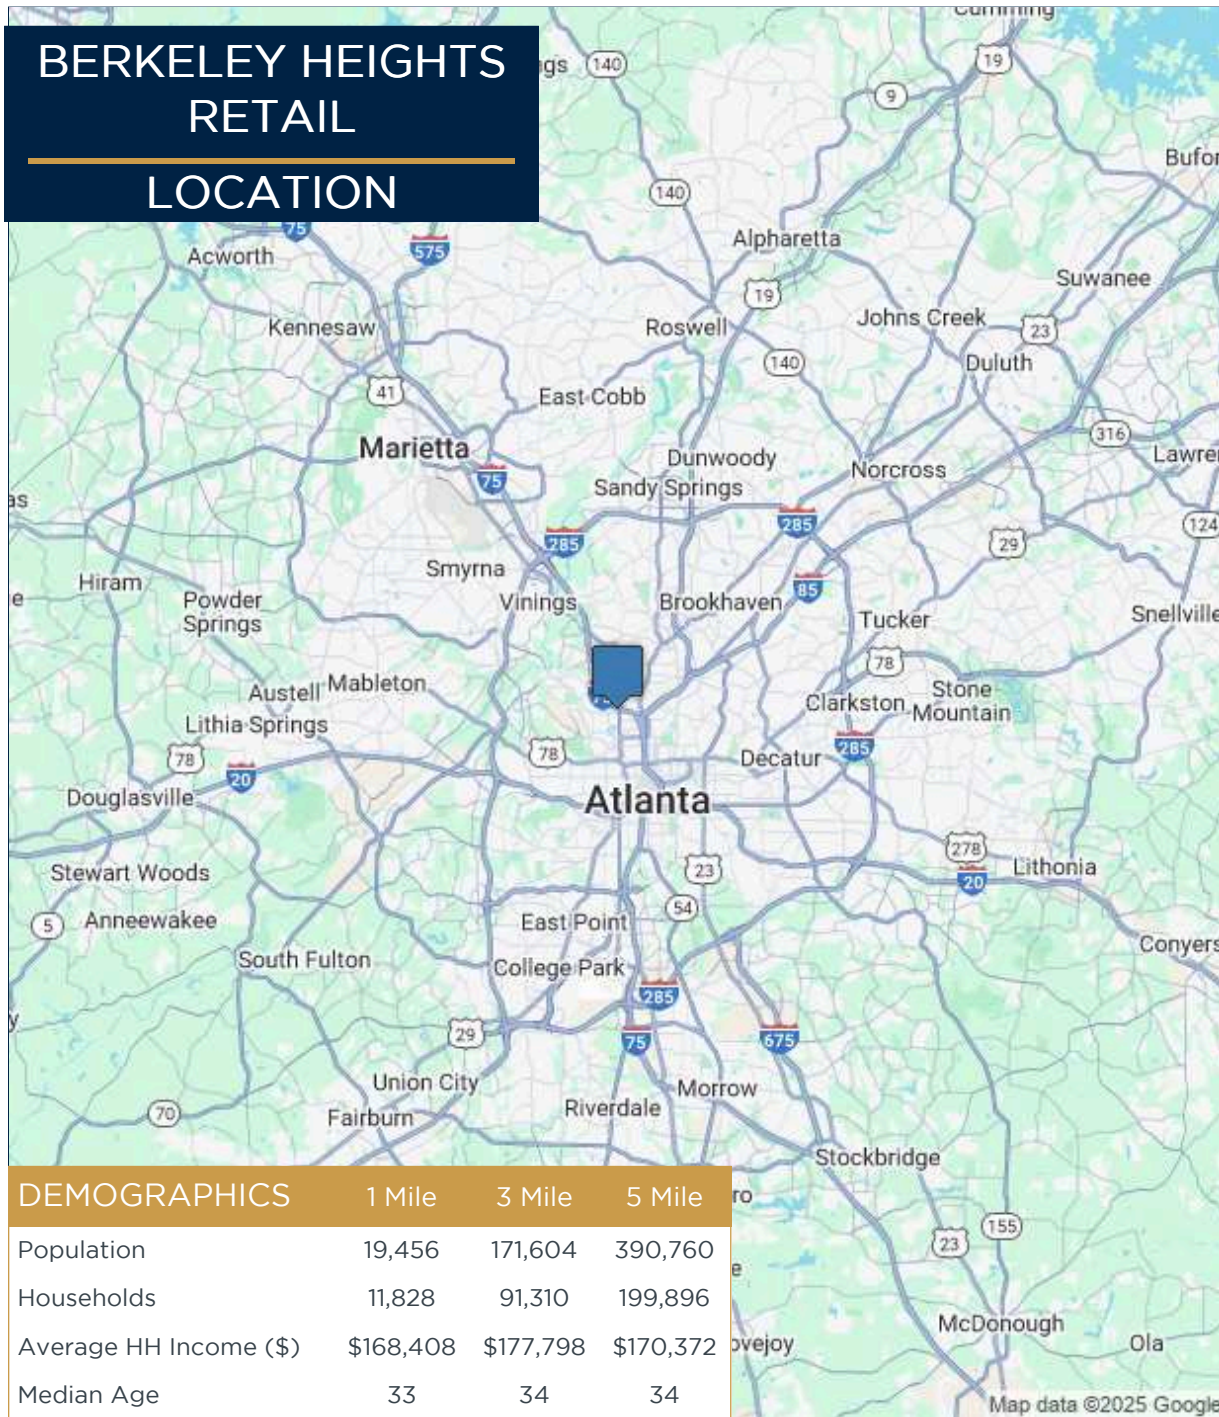 BERKELEY HEIGHTS
RETAIL
LOCATION
Cumming
19
ngs
140
9
Bufor
140
75
575
Alpharetta
Acworth
Suwanee
19
Kennesaw
Roswell
Johns Creek
23
140
Duluth
41
East Cobb
316
Marietta
Dunwoody
Lawre
75
Sandy Springs
Norcross
as
285
124
285
29
Smyrna
85
Hiram
Vinings
Brookhaven
e
Powder
Springs
Tucker
Snellville
78
Austell
Mableton
Clarkston
Stone
Mountain
Lithia Springs
78
78
285
Decatur
20
Douglasville
Atlanta
278
Stewart Woods
23
Lithonia
20
5
Anneewakee
54
East Point
Conyers
South Fulton
College Park
285
y
29
75
675
Union City
Morrow
70
Fairburn
Riverdale
Stockbridge
DEMOGRAPHICS 1 Mile 3 Mile 5 Mile
ro
155
23
Population 19,456 171,604 390,760
e
Households 11,828 91,310 199,896
McDonough
Average HH Income ($) $168,408 $177,798 $170,372
ovejoy
Ola
Median Age 33 34 34
Map data ©2025 Google